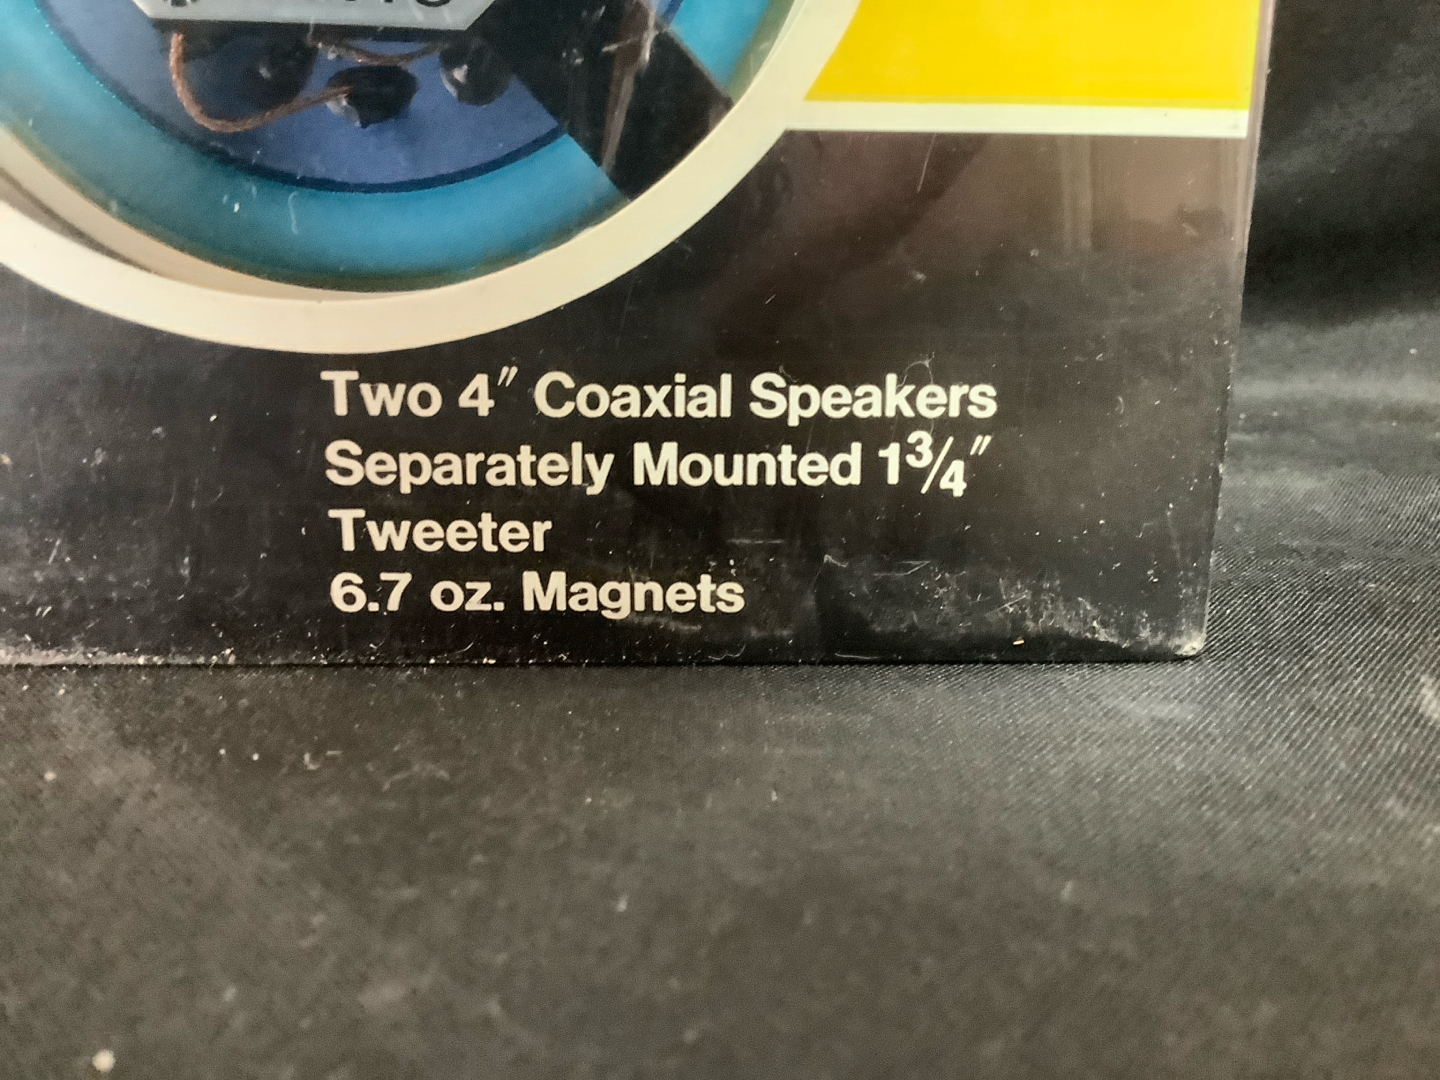 Two 4″ Coaxial Speakers
Separately Mounted 1¾″
Tweeter
6.7 oz. Magnets